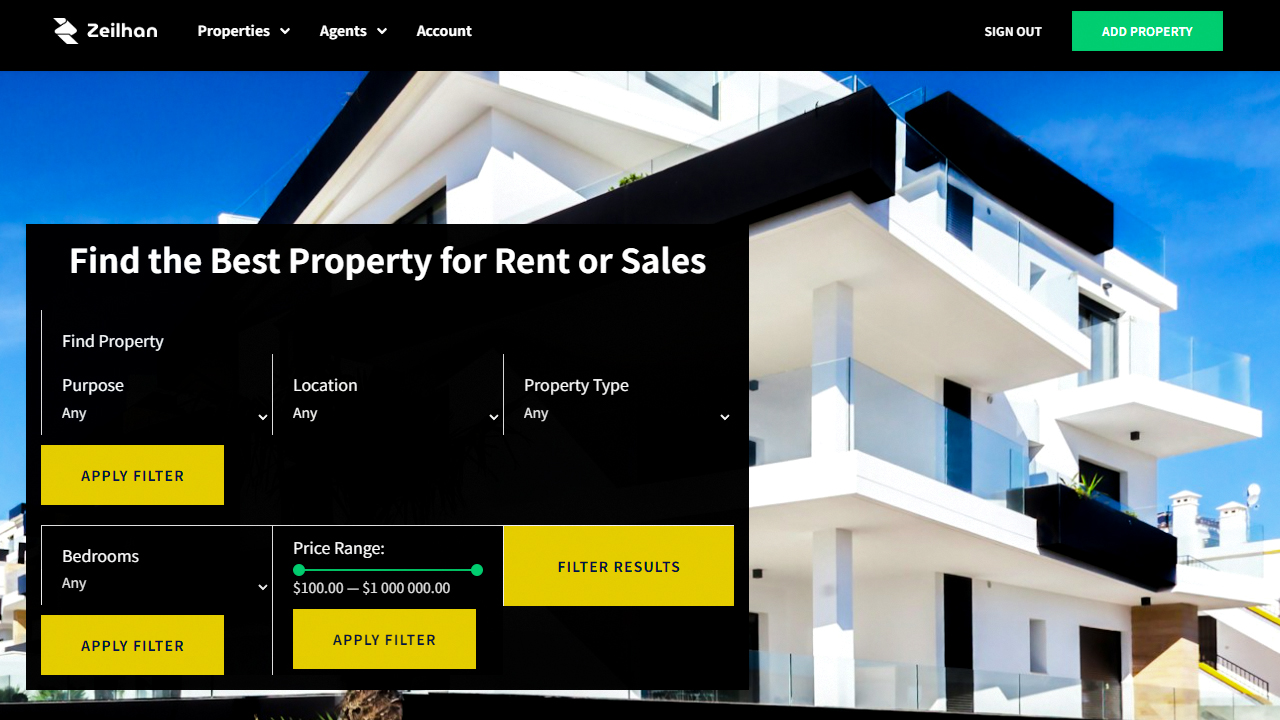 Zeilhan Properties Agents Account SIGN OUT ADD PROPERTY
Find the Best Property for Rent or Sales
Find Property
Purpose Location Property Type
Any Any Any
APPLY FILTER
Bedrooms
Any
APPLY FILTER
Price Range:
$100.00 — $1 000 000.00
APPLY FILTER
FILTER RESULTS